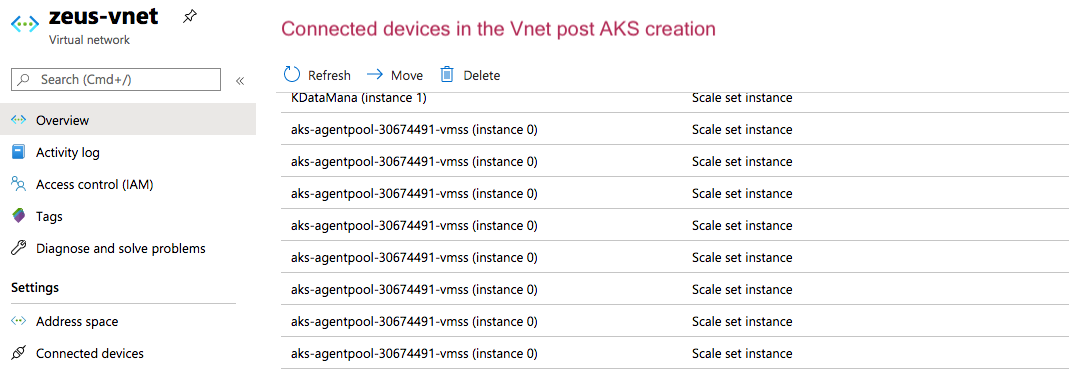 zeus-vnet
Virtual network
Search (Cmd+/)
«
Overview
Activity log
Access control (IAM)
Tags
Diagnose and solve problems
Settings
Address space
Connected devices
Connected devices in the Vnet post AKS creation
Refresh Move Delete
KDataMana (instance 1) Scale set instance
aks-agentpool-30674491-vmss (instance 0) Scale set instance
aks-agentpool-30674491-vmss (instance 0) Scale set instance
aks-agentpool-30674491-vmss (instance 0) Scale set instance
aks-agentpool-30674491-vmss (instance 0) Scale set instance
aks-agentpool-30674491-vmss (instance 0) Scale set instance
aks-agentpool-30674491-vmss (instance 0) Scale set instance
aks-agentpool-30674491-vmss (instance 0) Scale set instance
aks-agentpool-30674491-vmss (instance 0) Scale set instance